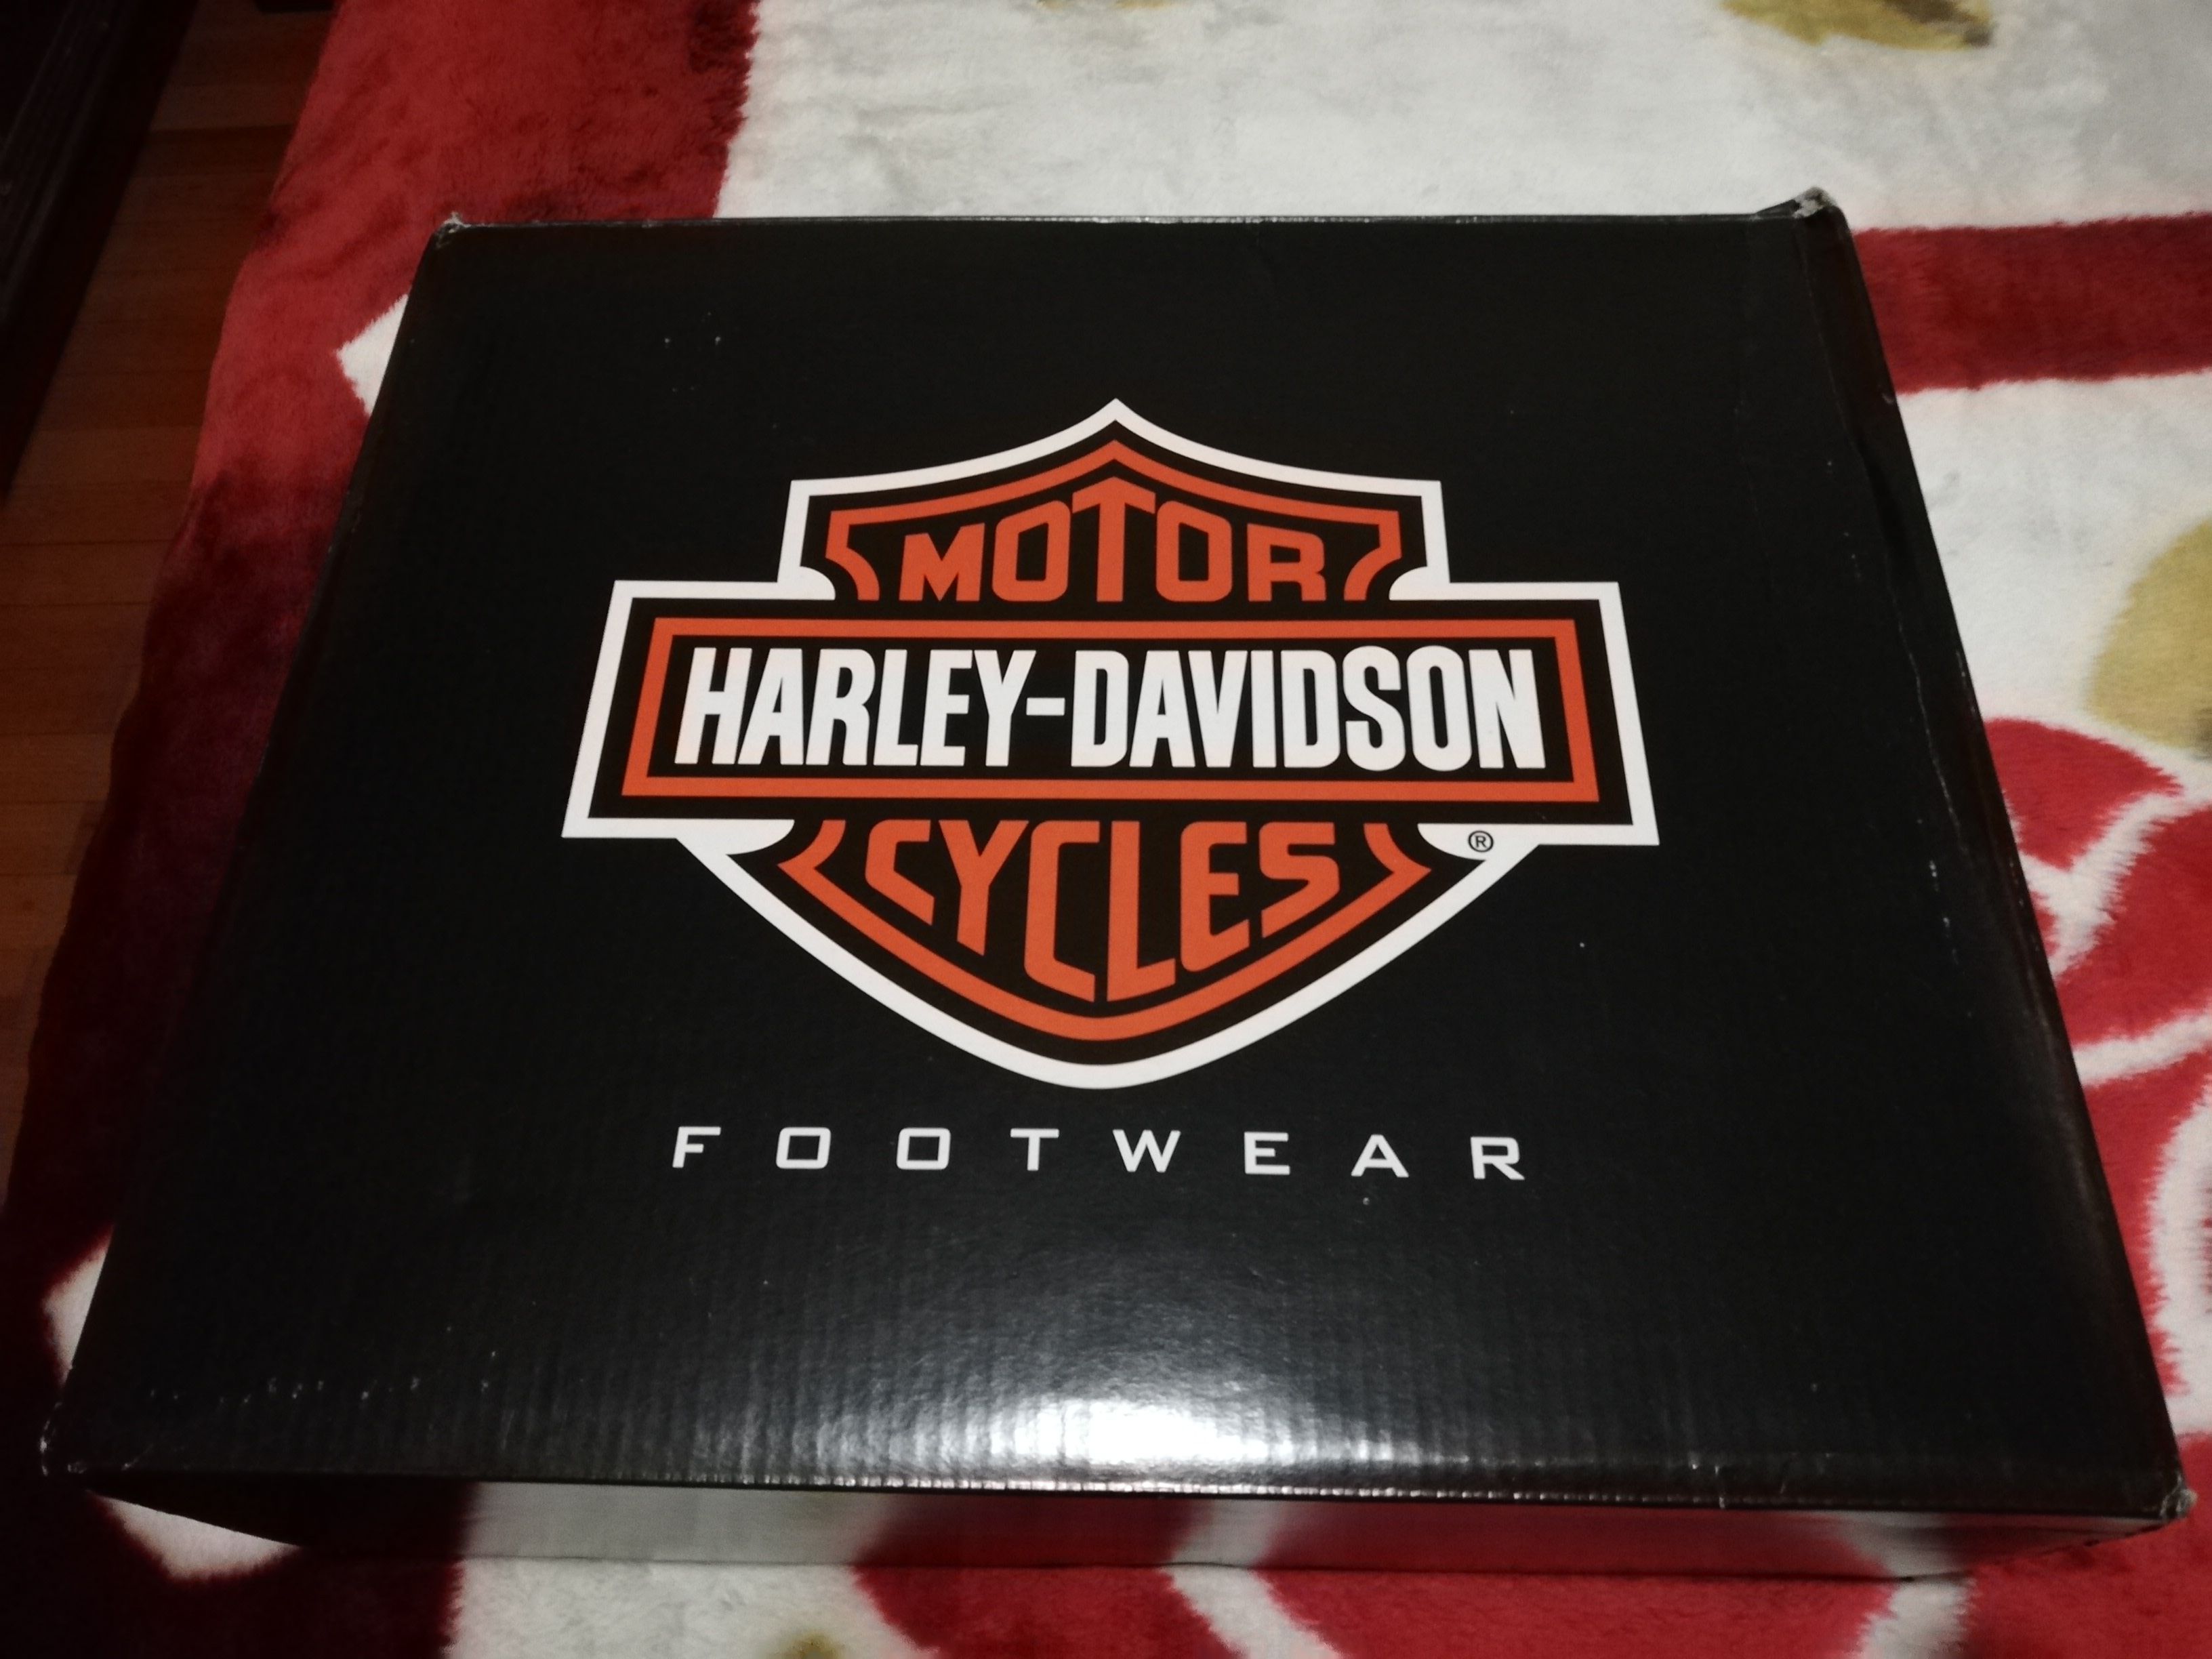 MOTOR
HARLEY-DAVIDSON
CYCLES
®
FOOTWEAR